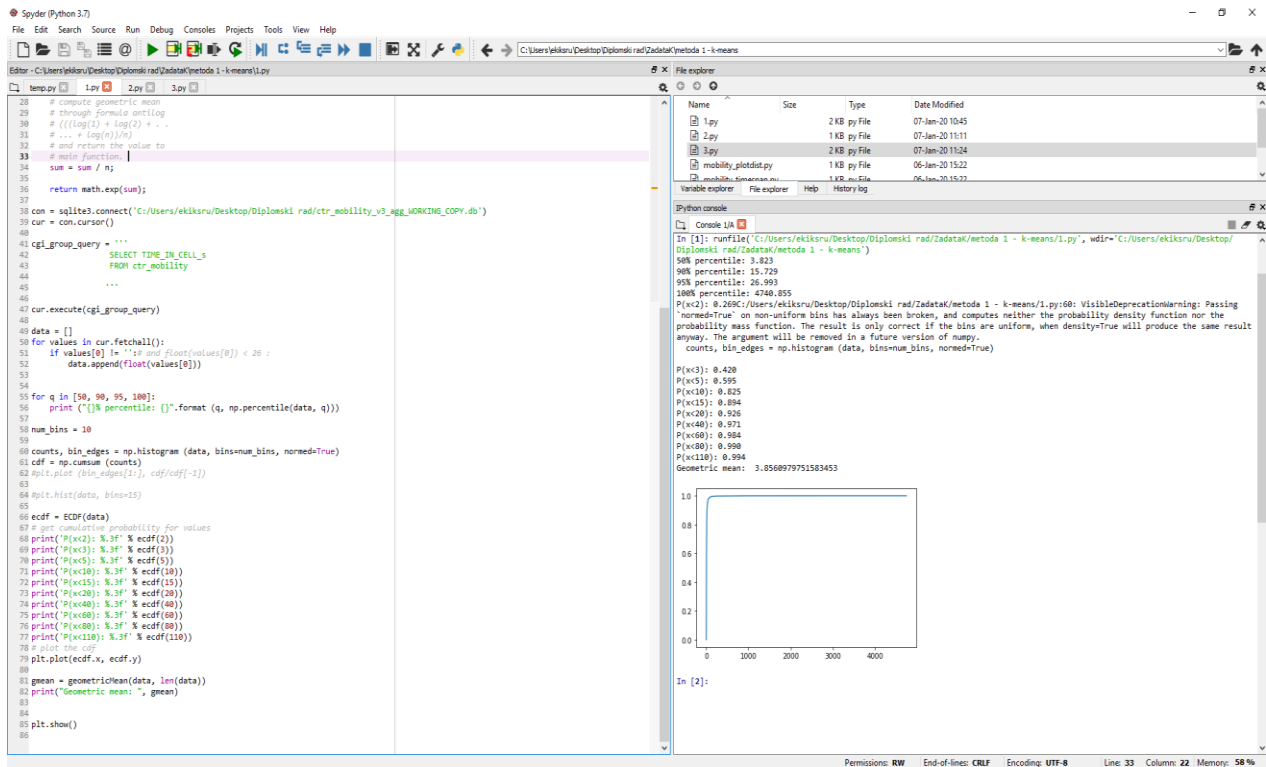 Spyder (Python 3.7)
File Edit Search Source Run Debug Consoles Projects Tools View Help
C:\Users\ekiksru\Desktop\Diplomski rad\ZadataK\metoda 1 - k-means
Editor - C:\Users\ekiksru\Desktop\Diplomski rad\ZadataK\metoda 1 - k-means\1.py
temp.py 1.py 2.py 3.py
28 # compute geometric mean
29 # through formula antilog
30 # (((log(1) + log(2) + . .
31 # ... + log(n))/n)
32 # and return the value to
33 # main function.
34 sum = sum / n;
35
36 return math.exp(sum);
37
38 con = sqlite3.connect('C:/Users/ekiksru/Desktop/Diplomski rad/ctr_mobility_v3_agg_WORKING_COPY.db')
39 cur = con.cursor()
40
41 cgi_group_query = '''
42 SELECT TIME_IN_CELL_s
43 FROM ctr_mobility
44
45 '''
46
47 cur.execute(cgi_group_query)
48
49 data = []
50 for values in cur.fetchall():
51 if values[0] != '':# and float(values[0]) < 26 :
52 data.append(float(values[0]))
53
54
55 for q in [50, 90, 95, 100]:
56 print ("{}% percentile: {}".format (q, np.percentile(data, q)))
57
58 num_bins = 10
59
60 counts, bin_edges = np.histogram (data, bins=num_bins, normed=True)
61 cdf = np.cumsum (counts)
62 #plt.plot (bin_edges[1:], cdf/cdf[-1])
63
64 #plt.hist(data, bins=15)
65
66 ecdf = ECDF(data)
67 # get cumulative probability for values
68 print('P(x<2): %.3f' % ecdf(2))
69 print('P(x<3): %.3f' % ecdf(3))
70 print('P(x<5): %.3f' % ecdf(5))
71 print('P(x<10): %.3f' % ecdf(10))
72 print('P(x<15): %.3f' % ecdf(15))
73 print('P(x<20): %.3f' % ecdf(20))
74 print('P(x<40): %.3f' % ecdf(40))
75 print('P(x<60): %.3f' % ecdf(60))
76 print('P(x<80): %.3f' % ecdf(80))
77 print('P(x<110): %.3f' % ecdf(110))
78 # plot the cdf
79 plt.plot(ecdf.x, ecdf.y)
80
81 gmean = geometricMean(data, len(data))
82 print("Geometric mean: ", gmean)
83
84
85 plt.show()
86
File explorer
Name Size Type Date Modified
1.py 2 KB py File 07-Jan-20 10:45
2.py 1 KB py File 07-Jan-20 11:11
3.py 2 KB py File 07-Jan-20 11:24
mobility_plotdist.py 1 KB py File 06-Jan-20 15:22
mobility_timespan.py 1 KB py File 06-Jan-20 15:22
Variable explorer File explorer Help History log
IPython console
Console 1/A
In [1]: runfile('C:/Users/ekiksru/Desktop/Diplomski rad/ZadataK/metoda 1 - k-means/1.py', wdir='C:/Users/ekiksru/Desktop/
Diplomski rad/ZadataK/metoda 1 - k-means')
50% percentile: 3.823
90% percentile: 15.729
95% percentile: 26.993
100% percentile: 4740.855
P(x<2): 0.269C:/Users/ekiksru/Desktop/Diplomski rad/ZadataK/metoda 1 - k-means/1.py:60: VisibleDeprecationWarning: Passing
`normed=True` on non-uniform bins has always been broken, and computes neither the probability density function nor the
probability mass function. The result is only correct if the bins are uniform, when density=True will produce the same result
anyway. The argument will be removed in a future version of numpy.
counts, bin_edges = np.histogram (data, bins=num_bins, normed=True)
P(x<3): 0.420
P(x<5): 0.595
P(x<10): 0.825
P(x<15): 0.894
P(x<20): 0.926
P(x<40): 0.971
P(x<60): 0.984
P(x<80): 0.990
P(x<110): 0.994
Geometric mean: 3.8560979751583453
1.0
0.8
0.6
0.4
0.2
0.0
0 1000 2000 3000 4000
In [2]:
Permissions: RW End-of-lines: CRLF Encoding: UTF-8 Line: 33 Column: 22 Memory: 58 %